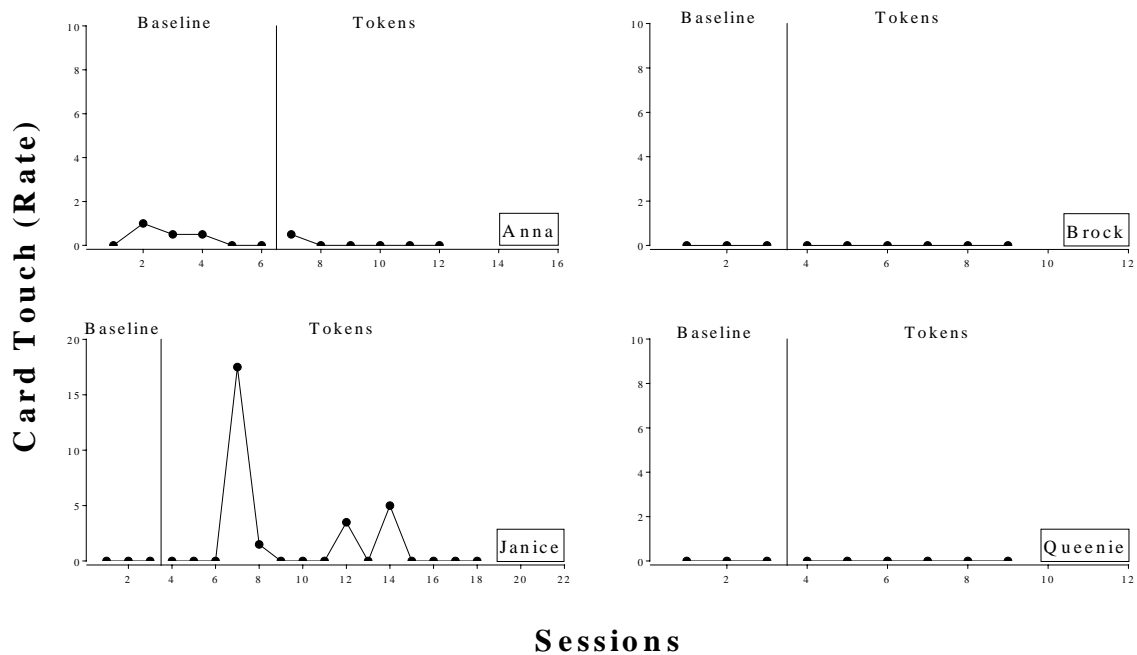 Card Touch (Rate)
Baseline Tokens
10
8
6
4
2
0
2 4 6 8 10 12 14 16
Anna
Baseline Tokens
10
8
6
4
2
0
2 4 6 8 10 12
Brock
Baseline Tokens
20
15
10
5
0
2 4 6 8 10 12 14 16 18 20 22
Janice
Baseline Tokens
10
8
6
4
2
0
2 4 6 8 10 12
Queenie
Sessions